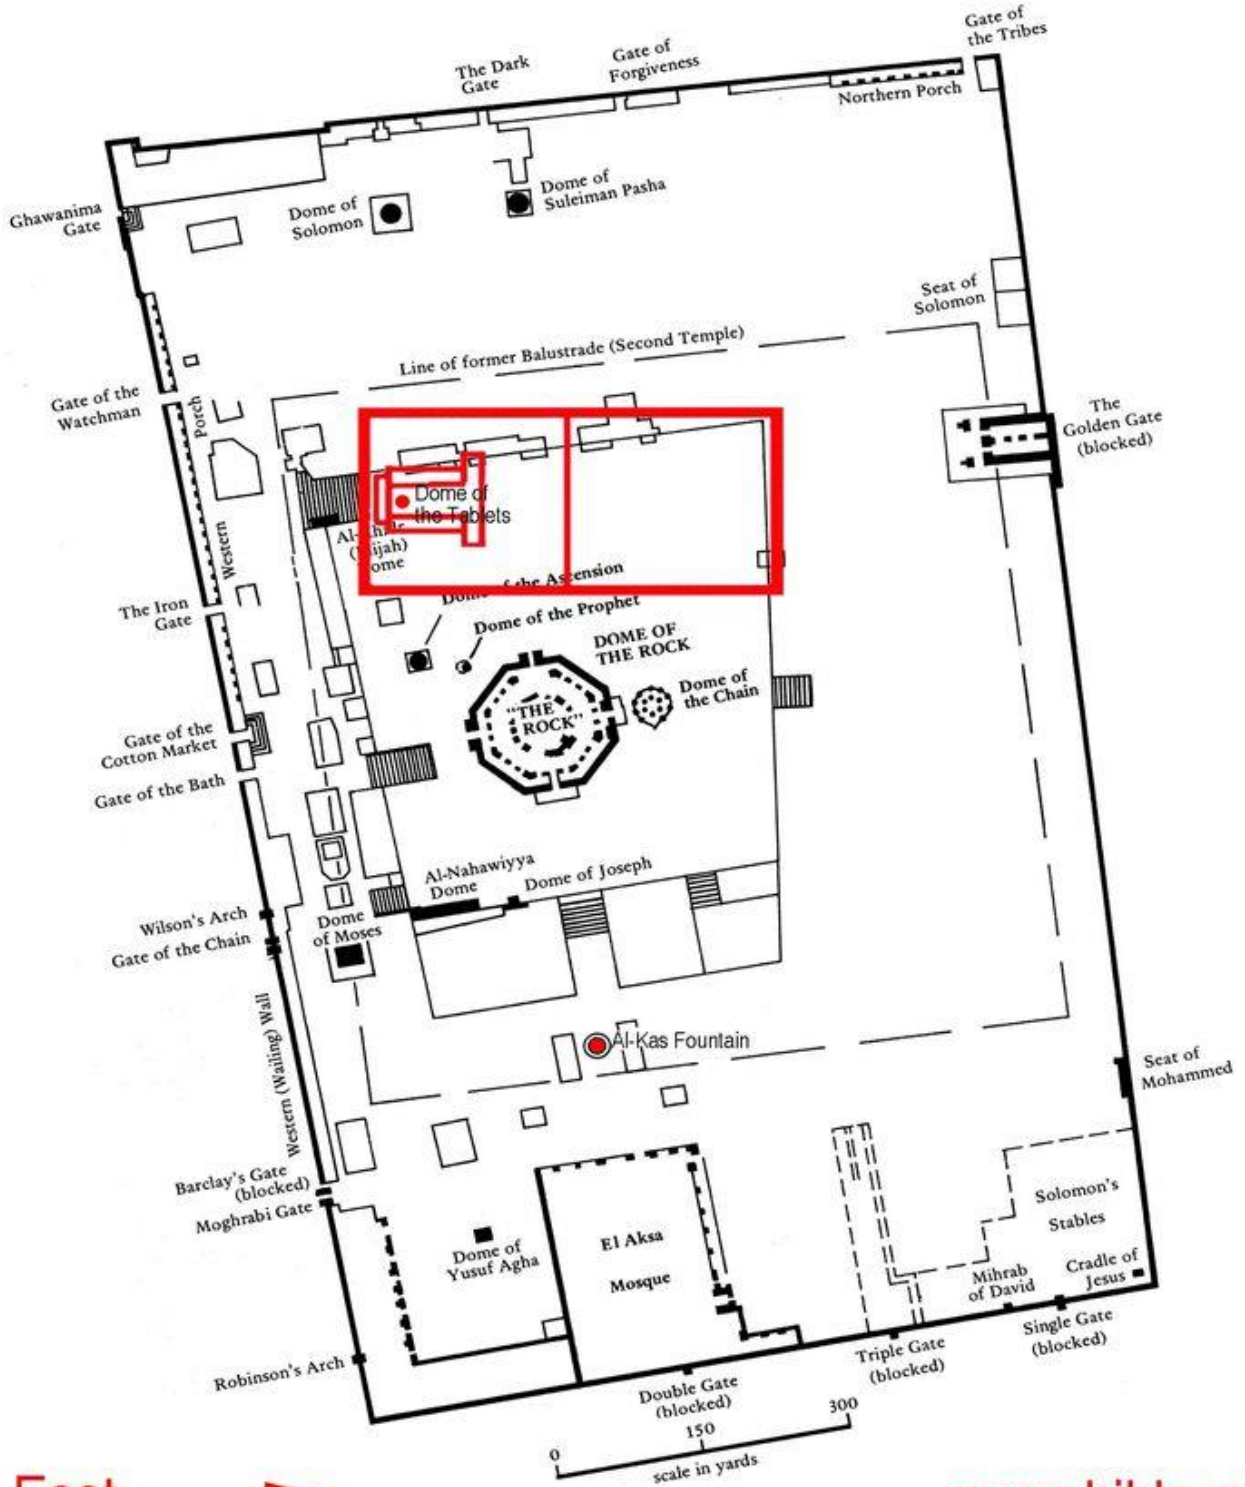 Gate of
the Tribes
The Dark
Gate
Gate of
Forgiveness
Northern Porch
Ghawanima
Gate
Dome of
Solomon
Dome of
Suleiman Pasha
Seat of
Solomon
Line of former Balustrade (Second Temple)
Gate of the
Watchman
Porch
Western
The
Golden Gate
(blocked)
Dome of
the Tablets
Al-
(Elijah)
Dome
the Ascension
Dome of the Prophet
The Iron
Gate
DOME OF
THE ROCK
"THE
ROCK"
Dome of
the Chain
Gate of the
Cotton Market
Gate of the Bath
Al-Nahawiyya
Dome
Dome of Joseph
Wilson's Arch
Gate of the Chain
Dome
of Moses
Western (Wailing) Wall
Al-Kas Fountain
Seat of
Mohammed
Barclay's Gate
(blocked)
Moghrabi Gate
Dome of
Yusuf Agha
El Aksa
Mosque
Solomon's
Stables
Mihrab
of David
Cradle of
Jesus
Robinson's Arch
Double Gate
(blocked)
Triple Gate
(blocked)
Single Gate
(blocked)
0
150
300
scale in yards
East